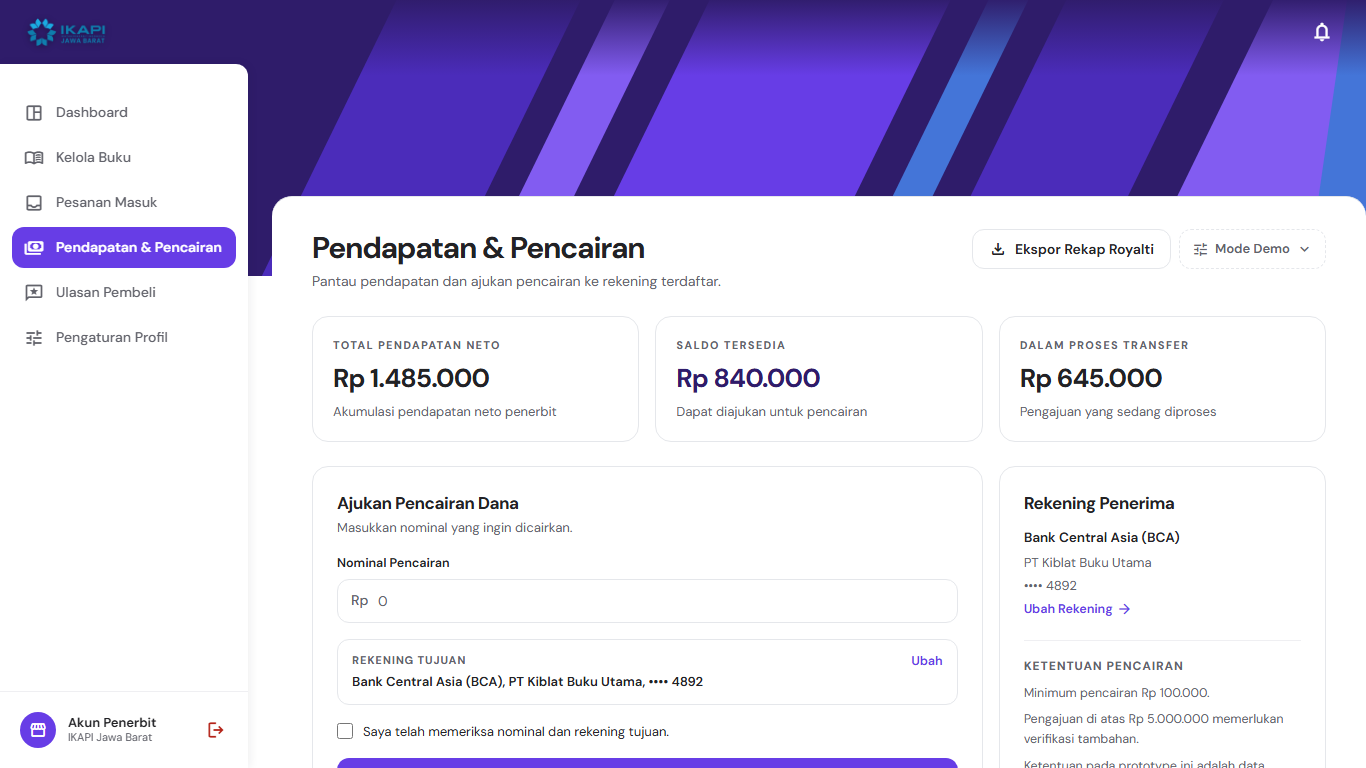 IKAPI
JAWA BARAT
Dashboard
Kelola Buku
Pesanan Masuk
Pendapatan & Pencairan
Ulasan Pembeli
Pengaturan Profil
Akun Penerbit
IKAPI Jawa Barat
Pendapatan & Pencairan
Pantau pendapatan dan ajukan pencairan ke rekening terdaftar.
Ekspor Rekap Royalti
Mode Demo
TOTAL PENDAPATAN NETO
Rp 1.485.000
Akumulasi pendapatan neto penerbit
SALDO TERSEDIA
Rp 840.000
Dapat diajukan untuk pencairan
DALAM PROSES TRANSFER
Rp 645.000
Pengajuan yang sedang diproses
Ajukan Pencairan Dana
Masukkan nominal yang ingin dicairkan.
Nominal Pencairan
Rp 0
REKENING TUJUAN
Ubah
Bank Central Asia (BCA), PT Kiblat Buku Utama, •••• 4892
Saya telah memeriksa nominal dan rekening tujuan.
Rekening Penerima
Bank Central Asia (BCA)
PT Kiblat Buku Utama
•••• 4892
Ubah Rekening →
KETENTUAN PENCAIRAN
Minimum pencairan Rp 100.000.
Pengajuan di atas Rp 5.000.000 memerlukan
verifikasi tambahan.
Ketentuan pada prototype ini adalah data